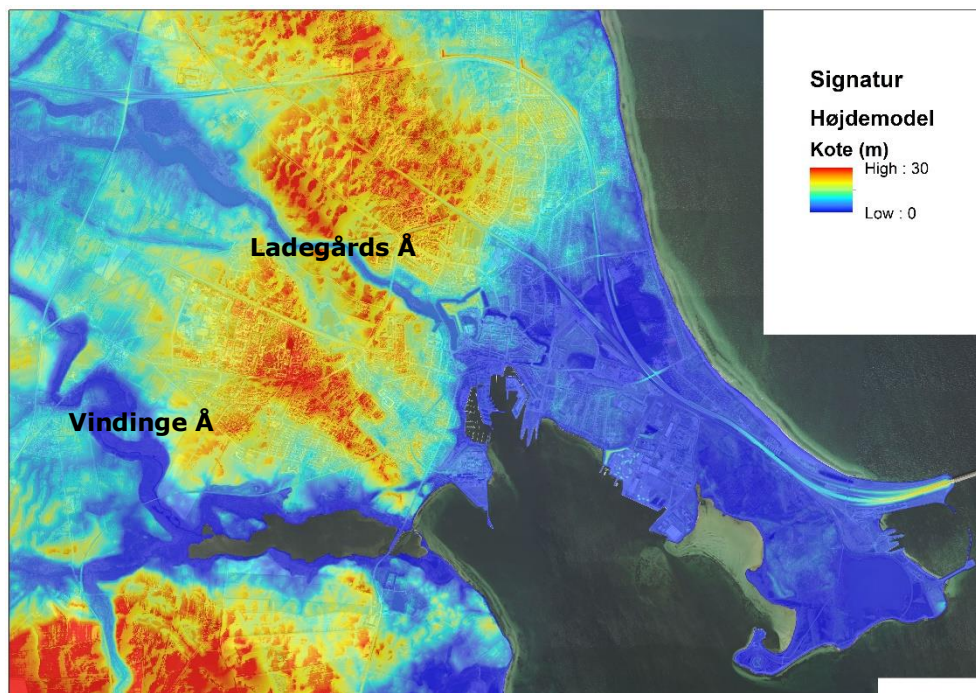 Signatur
Højdemodel
Kote (m)
High : 30
Low : 0
Ladegårds Å
Vindinge Å